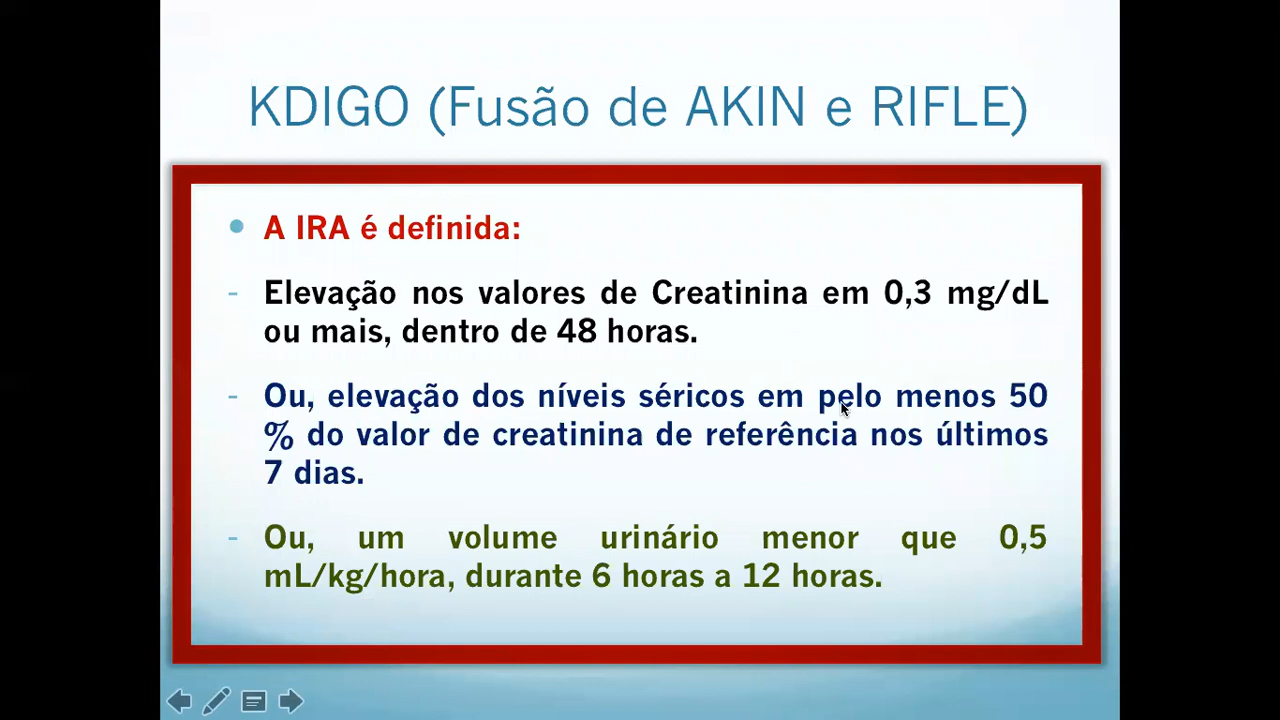 KDIGO (Fusão de AKIN e RIFLE)
• A IRA é definida:
- Elevação nos valores de Creatinina em 0,3 mg/dL
ou mais, dentro de 48 horas.
- Ou, elevação dos níveis séricos em pelo menos 50
% do valor de creatinina de referência nos últimos
7 dias.
- Ou, um volume urinário menor que 0,5
mL/kg/hora, durante 6 horas a 12 horas.